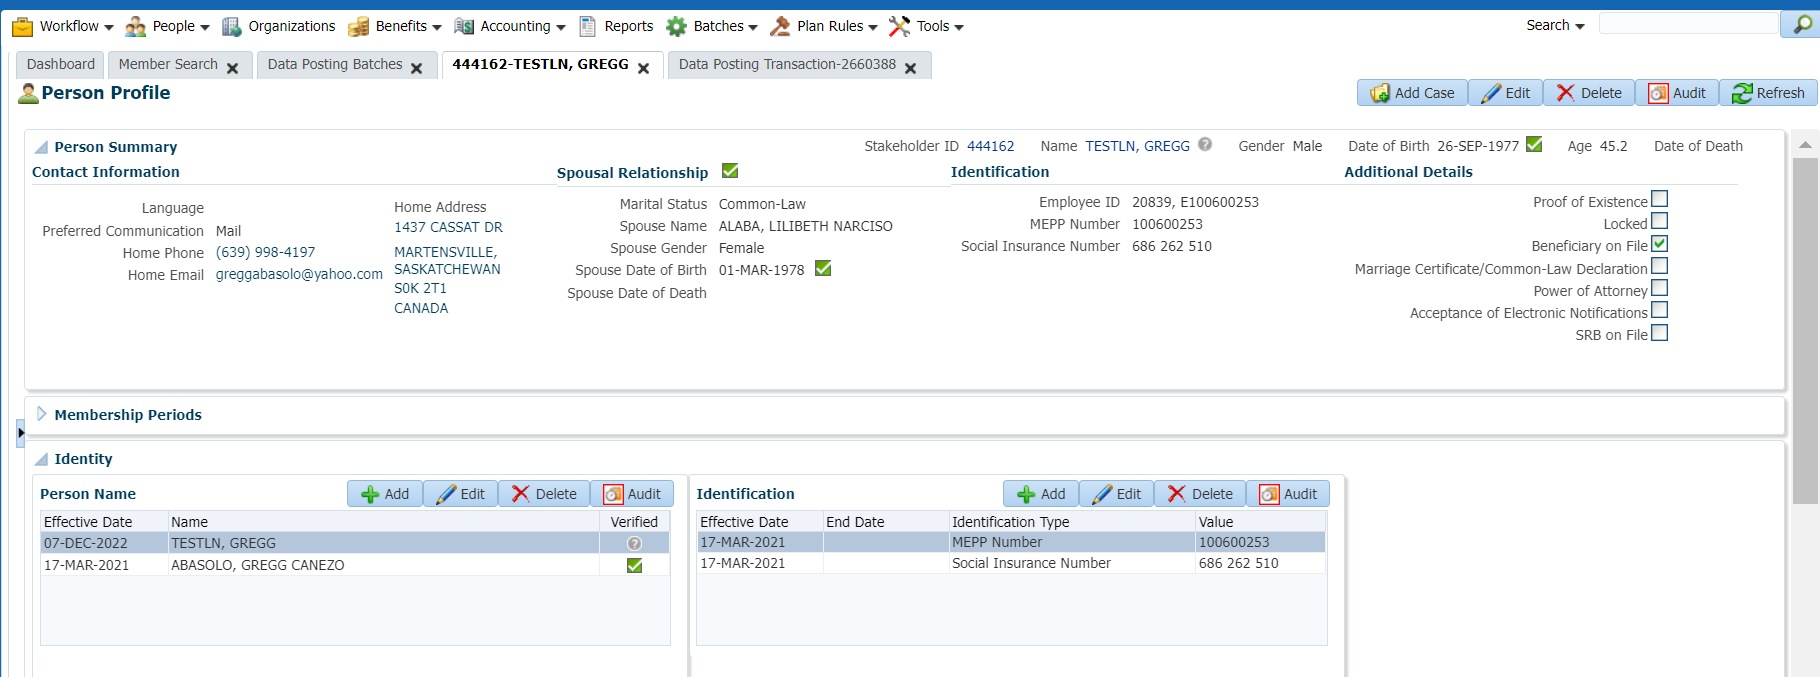 Workflow People Organizations Benefits Accounting Reports Batches Plan Rules Tools Search
Dashboard Member Search Data Posting Batches 444162-TESTLN, GREGG Data Posting Transaction-2660388
Person Profile Add Case Edit Delete Audit Refresh
Person Summary Stakeholder ID 444162 Name TESTLN, GREGG Gender Male Date of Birth 26-SEP-1977 Age 45.2 Date of Death
Contact Information
Language
Preferred Communication Mail
Home Phone (639) 998-4197
Home Email greggabasolo@yahoo.com
Home Address
1437 CASSAT DR
MARTENSVILLE,
SASKATCHEWAN
S0K 2T1
CANADA
Spousal Relationship
Marital Status Common-Law
Spouse Name ALABA, LILIBETH NARCISO
Spouse Gender Female
Spouse Date of Birth 01-MAR-1978
Spouse Date of Death
Identification
Employee ID 20839, E100600253
MEPP Number 100600253
Social Insurance Number 686 262 510
Additional Details
Proof of Existence
Locked
Beneficiary on File
Marriage Certificate/Common-Law Declaration
Power of Attorney
Acceptance of Electronic Notifications
SRB on File
Membership Periods
Identity
Person Name Add Edit Delete Audit
Effective Date Name Verified
07-DEC-2022 TESTLN, GREGG
17-MAR-2021 ABASOLO, GREGG CANEZO
Identification Add Edit Delete Audit
Effective Date End Date Identification Type Value
17-MAR-2021 MEPP Number 100600253
17-MAR-2021 Social Insurance Number 686 262 510